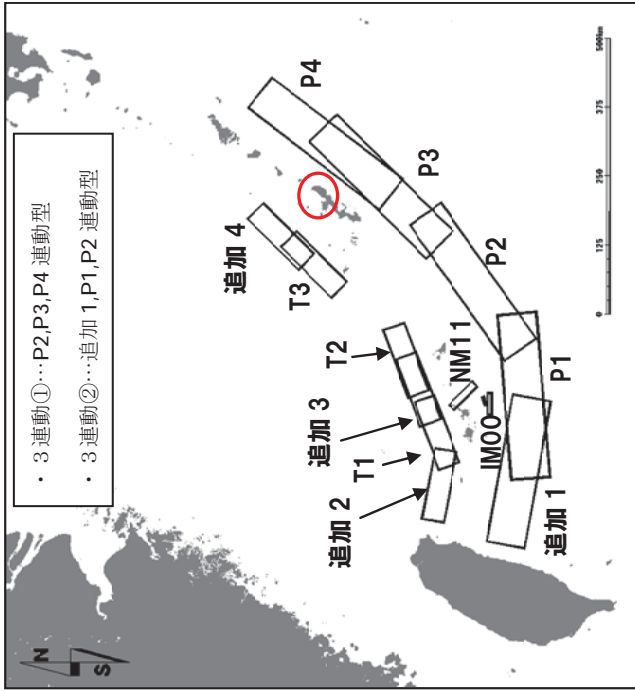 ・ 3 連動①…P2,P3,P4 連動型
・ 3 連動②…追加 1,P1,P2 連動型
N
S
P4
P3
P2
P1
追加 4
T3
T2
NM11
IM00
追加 3
T1
追加 2
追加 1
0
125
250
375
500km